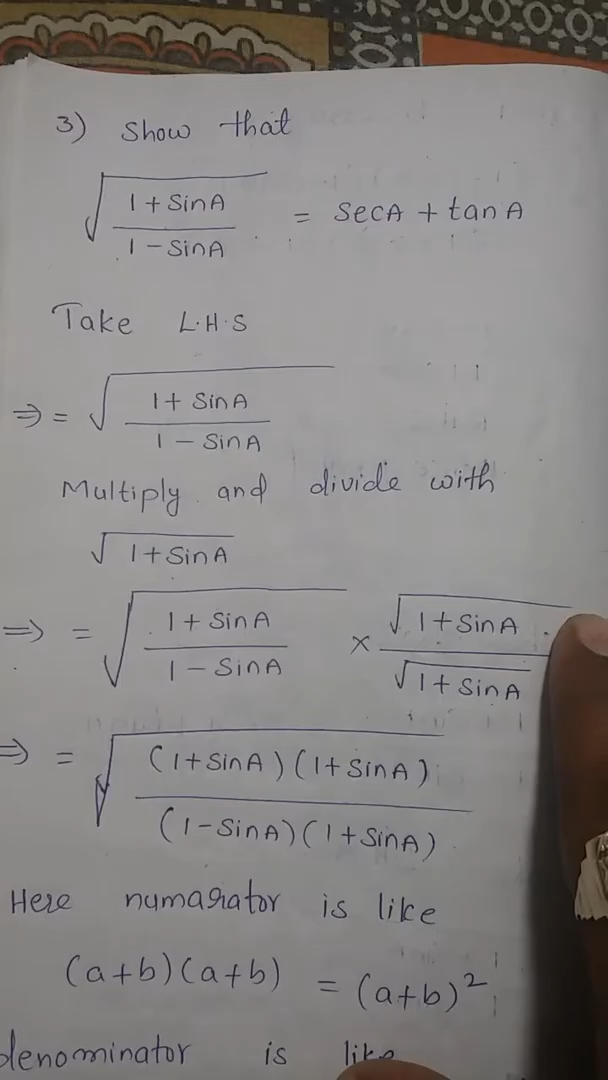 3) Show that
√(1+SinA / 1-SinA) = SecA + tanA
Take L.H.S
⇒ = √(1+ SinA / 1 - SinA)
Multiply and divide with
√1+SinA
⇒ = √(1+ SinA / 1 - SinA) × √1+SinA / √1+SinA
⇒ = √((1+SinA)(1+SinA) / (1-SinA)(1+SinA))
Here numarator is like
(a+b)(a+b) = (a+b)²
denominator is like